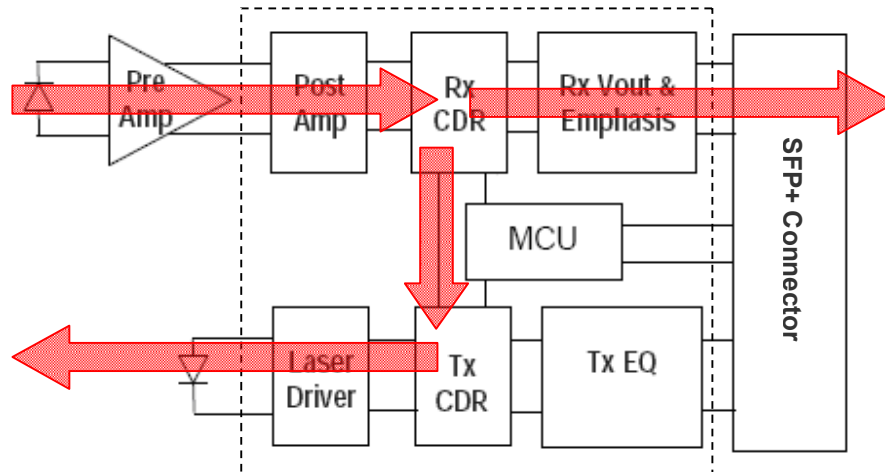 Pre
Amp
Post
Amp
Rx
CDR
Rx Vout &
Emphasis
SFP+ Connector
MCU
Laser
Driver
Tx
CDR
Tx EQ